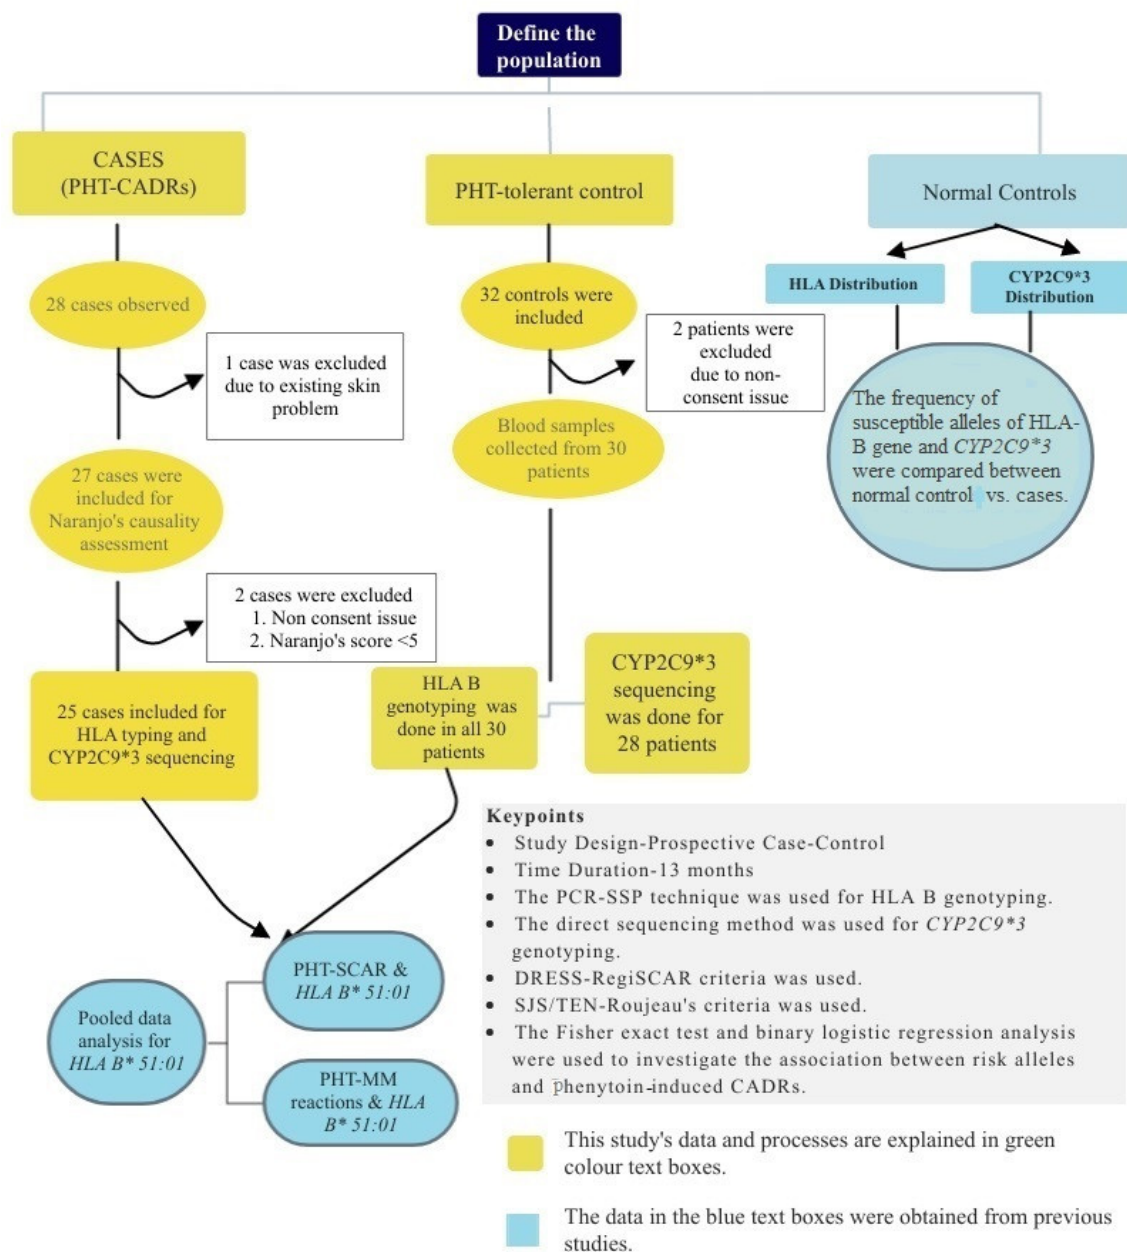 Define the
population
CASES
(PHT-CADRs)
PHT-tolerant control
Normal Controls
28 cases observed
32 controls were
included
HLA Distribution
CYP2C9*3
Distribution
1 case was excluded
due to existing skin
problem
2 patients were
excluded
due to non-
consent issue
The frequency of
susceptible alleles of HLA-
B gene and CYP2C9*3
were compared between
normal control vs. cases.
27 cases were
included for
Naranjo's causality
assessment
Blood samples
collected from 30
patients
2 cases were excluded
1. Non consent issue
2. Naranjo's score <5
25 cases included for
HLA typing and
CYP2C9*3 sequencing
HLA B
genotyping was
done in all 30
patients
CYP2C9*3
sequencing
was done for
28 patients
Pooled data
analysis for
HLA B* 51:01
PHT-SCAR &
HLA B* 51:01
PHT-MM
reactions & HLA
B* 51:01
Keypoints
• Study Design-Prospective Case-Control
• Time Duration-13 months
• The PCR-SSP technique was used for HLA B genotyping.
• The direct sequencing method was used for CYP2C9*3
genotyping.
• DRESS-RegiSCAR criteria was used.
• SJS/TEN-Roujeau's criteria was used.
• The Fisher exact test and binary logistic regression analysis
were used to investigate the association between risk alleles
and phenytoin-induced CADRs.
This study's data and processes are explained in green
colour text boxes.
The data in the blue text boxes were obtained from previous
studies.